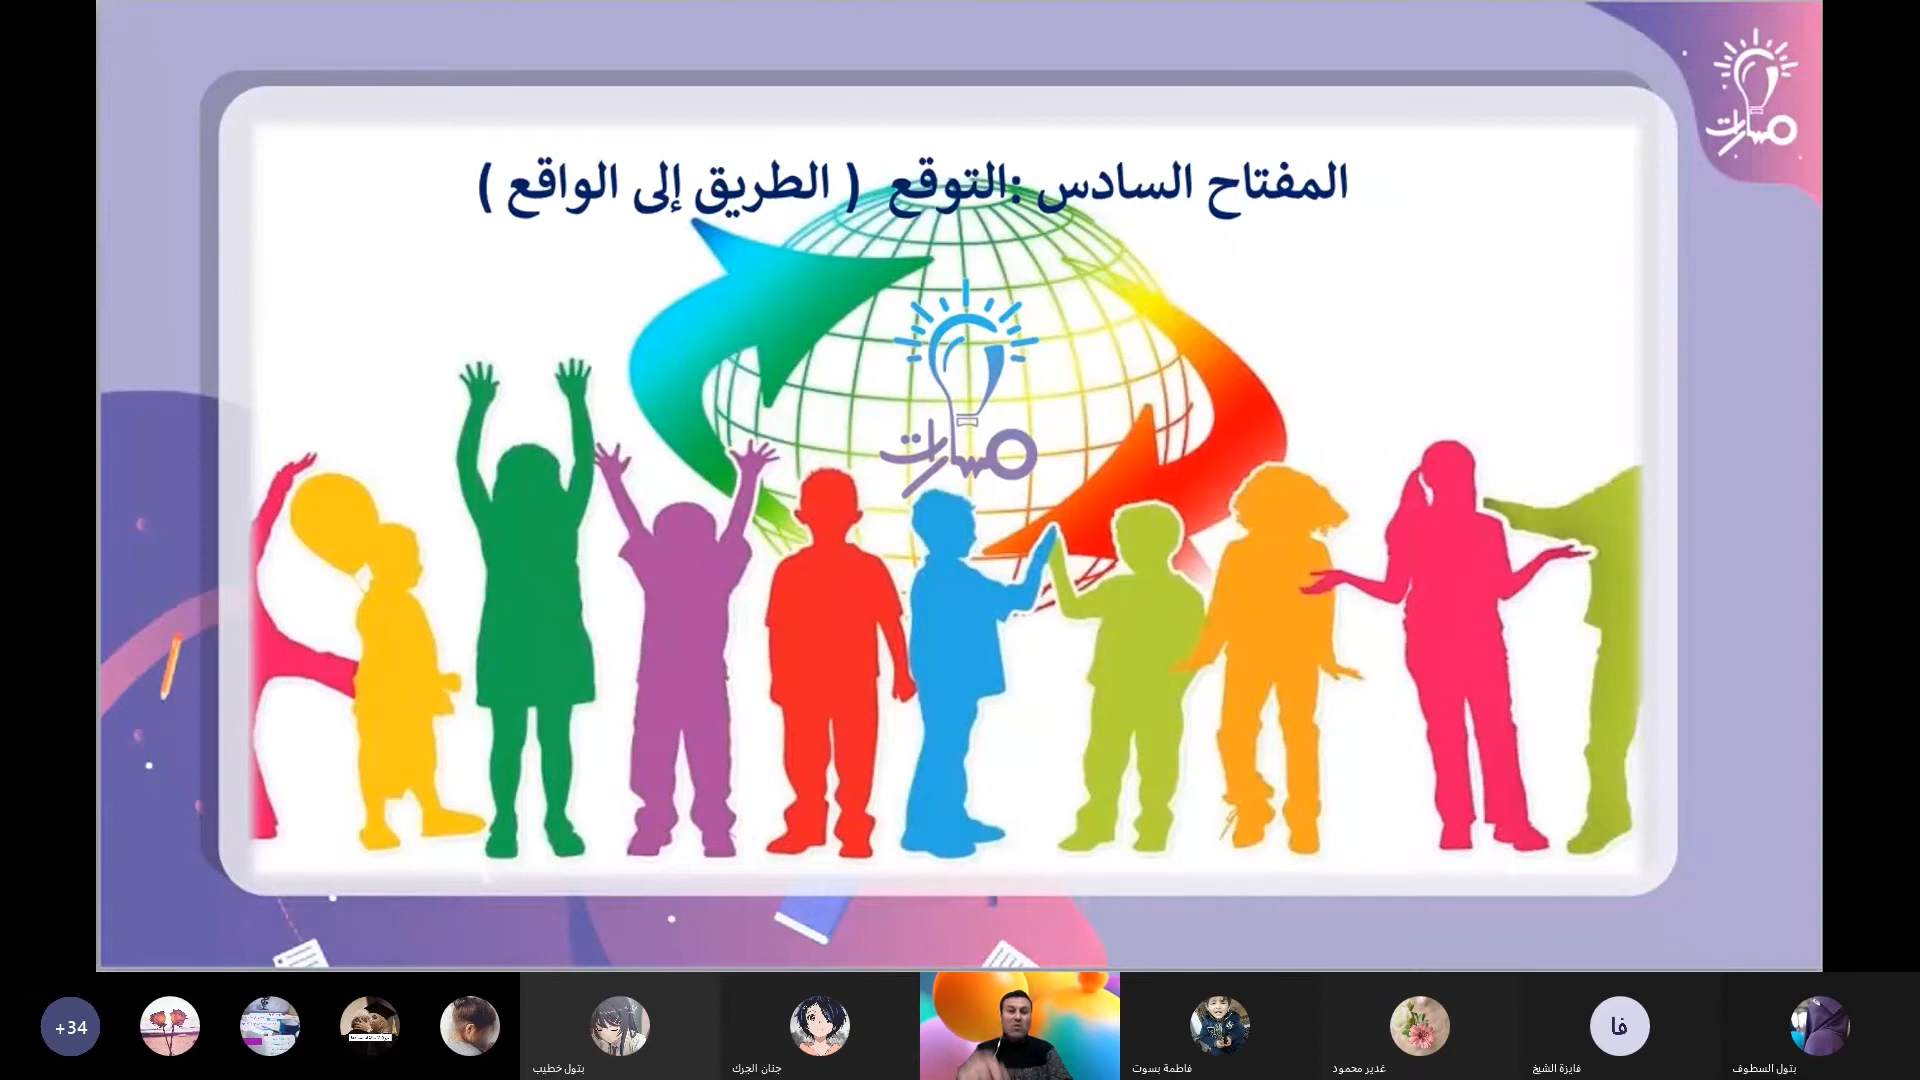 مسارات
المفتاح السادس :التوقع ( الطريق إلى الواقع )
مسارات
+34
بتول خطيب
جنان الجرك
فاطمة بسوت
غدير محمود
فا
فايزة الشيخ
بتول السطوف